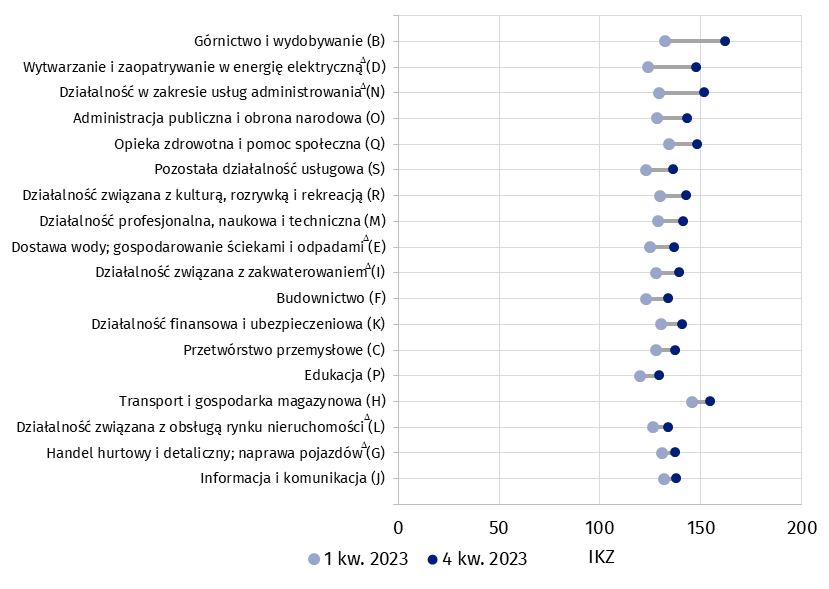 Górnictwo i wydobywanie (B)
Wytwarzanie i zaopatrywanie w energię elektryczną Δ(D)
Działalność w zakresie usług administrowania Δ(N)
Administracja publiczna i obrona narodowa (O)
Opieka zdrowotna i pomoc społeczna (Q)
Pozostała działalność usługowa (S)
Działalność związana z kulturą, rozrywką i rekreacją (R)
Działalność profesjonalna, naukowa i techniczna (M)
Dostawa wody; gospodarowanie ściekami i odpadami Δ(E)
Działalność związana z zakwaterowaniem Δ(I)
Budownictwo (F)
Działalność finansowa i ubezpieczeniowa (K)
Przetwórstwo przemysłowe (C)
Edukacja (P)
Transport i gospodarka magazynowa (H)
Działalność związana z obsługą rynku nieruchomości Δ(L)
Handel hurtowy i detaliczny; naprawa pojazdów Δ(G)
Informacja i komunikacja (J)
0 50 100 150 200
1 kw. 2023 4 kw. 2023 IKZ